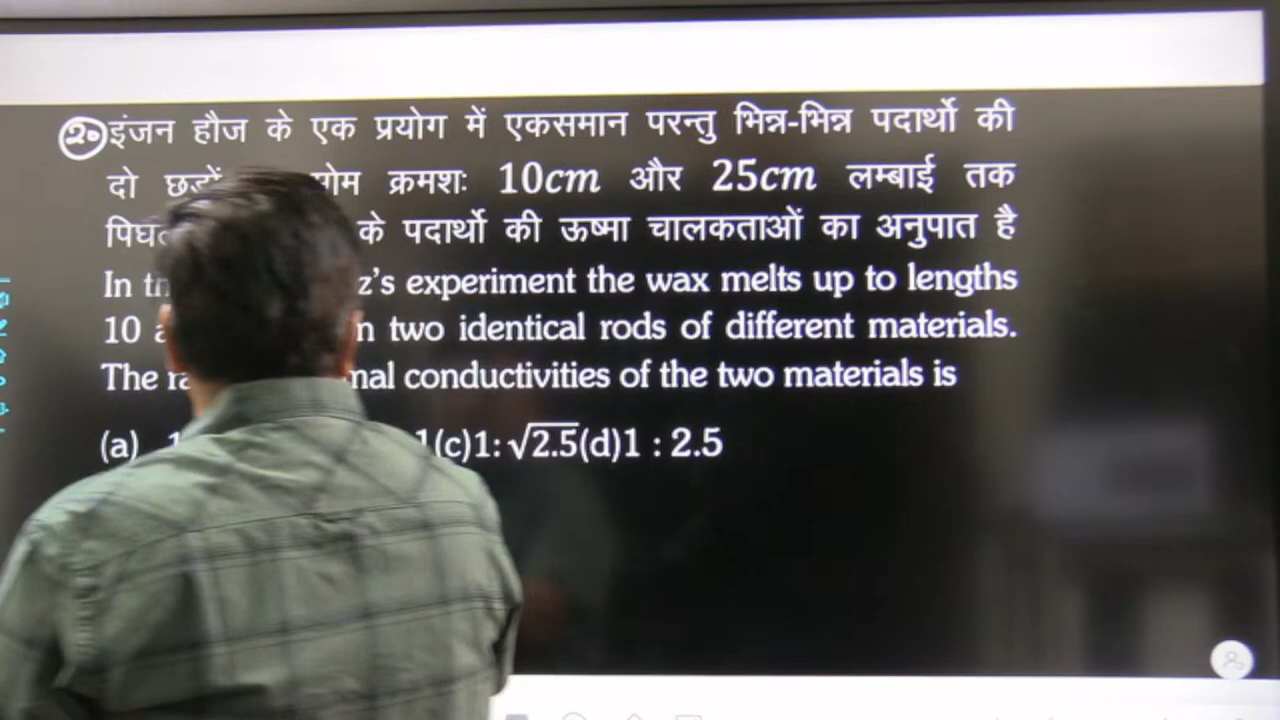 20 इंजन हौज के एक प्रयोग में एकसमान परन्तु भिन्न-भिन्न पदार्थो की
दो क्रमशः 10cm और 25cm लम्बाई तक
के पदार्थो की ऊष्मा चालकताओं का अनुपात है
In z's experiment the wax melts up to lengths
10 two identical rods of different materials.
The conductivities of the two materials is
(a) 1(c)1:√2.5(d)1 : 2.5